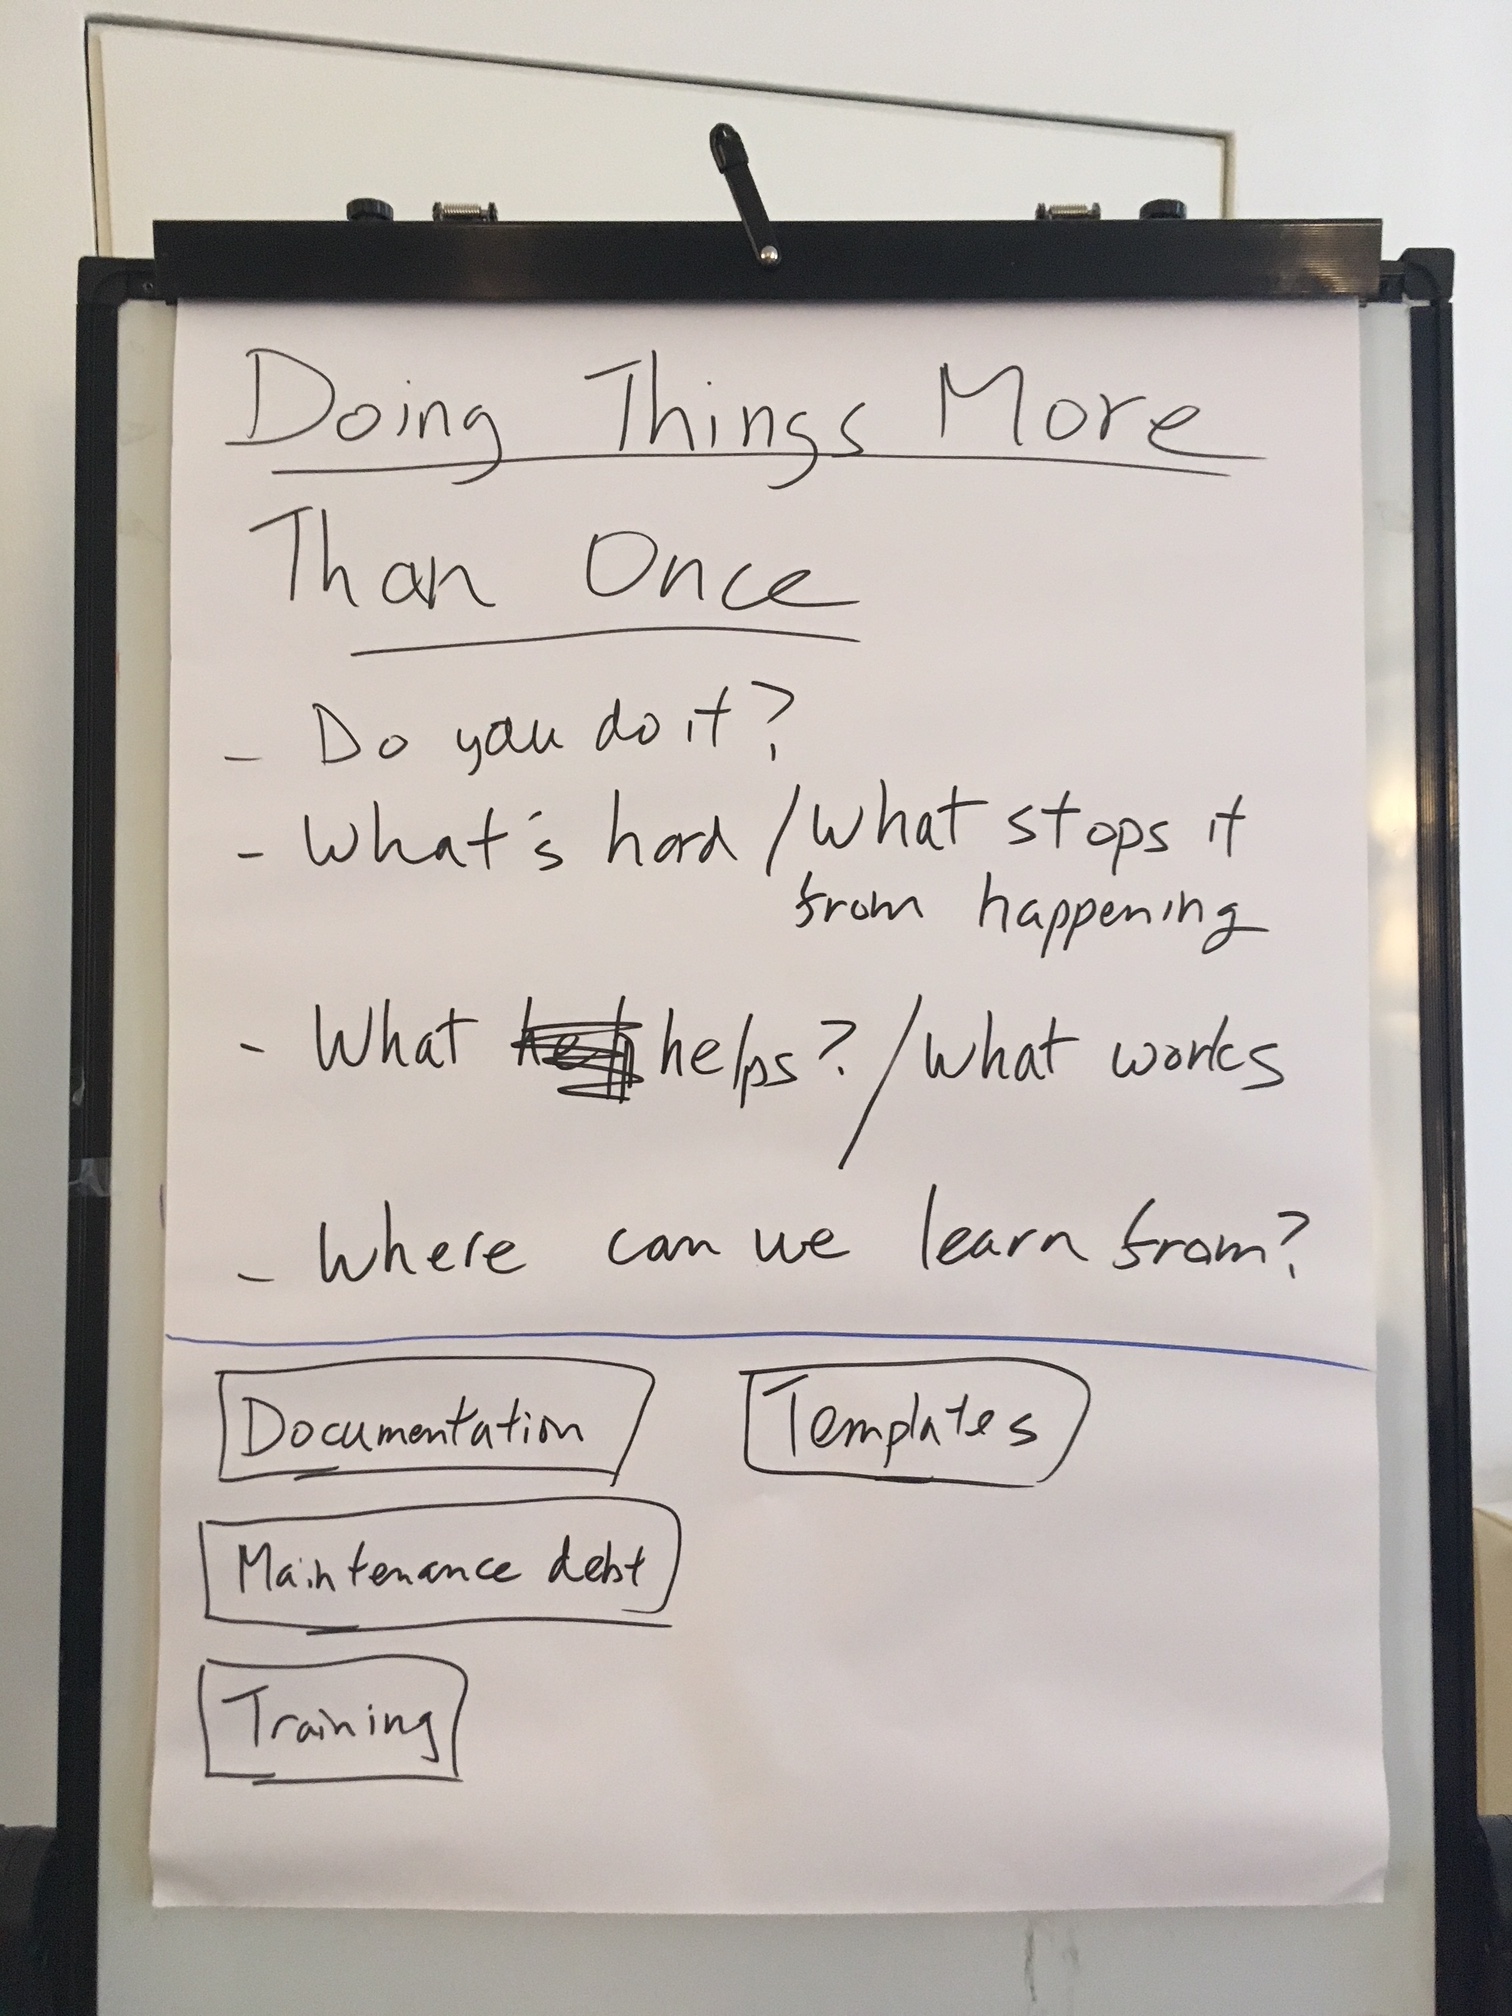 Doing Things More
Than Once
- Do you do it?
- What's hard / What stops it
from happening
- What helps? / What works
- Where can we learn from?
Documentation
Templates
Maintenance debt
Training